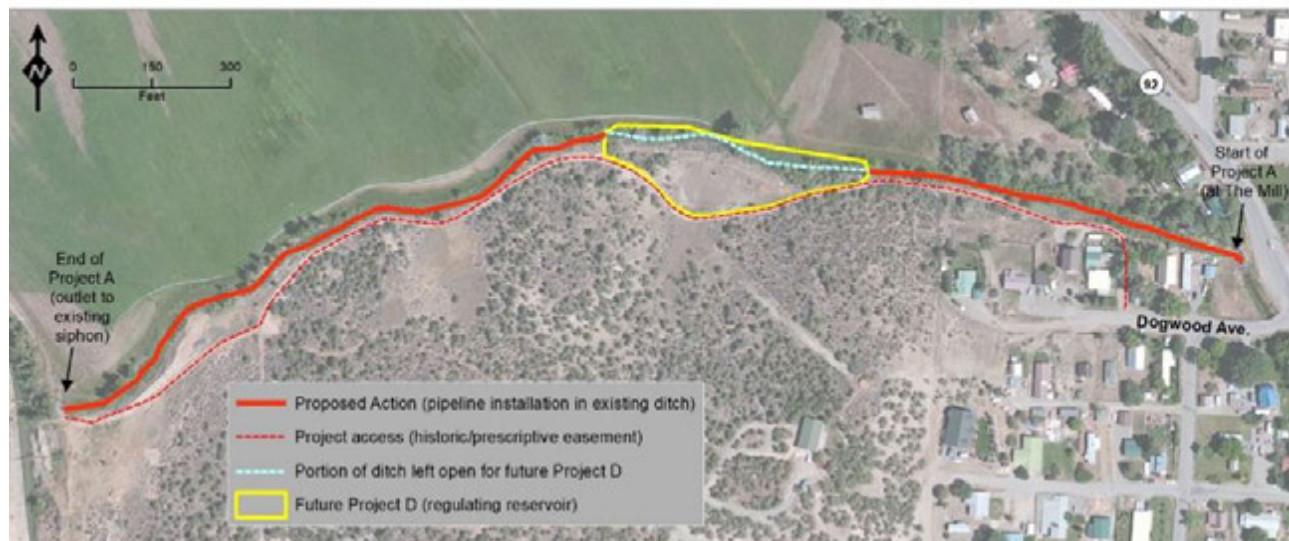 N
0 150 300
Feet
Start of
Project A
(at The Mill)
End of
Project A
(outlet to
existing
siphon)
Dogwood Ave.
Proposed Action (pipeline installation in existing ditch)
Project access (historic/prescriptive easement)
Portion of ditch left open for future Project D
Future Project D (regulating reservoir)